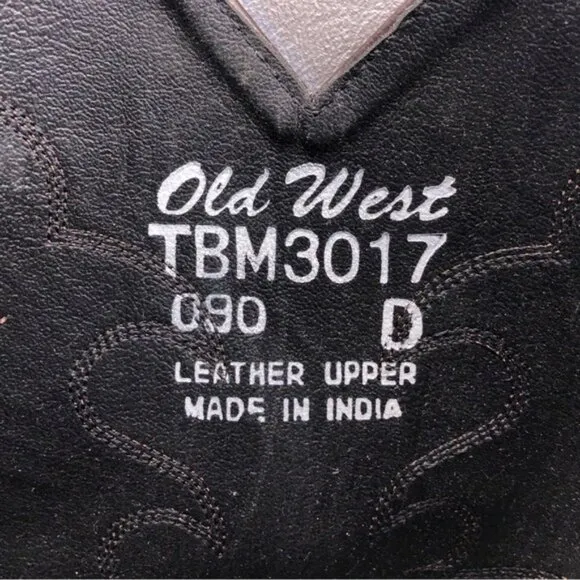 Old West
TBM3017
090 D
LEATHER UPPER
MADE IN INDIA